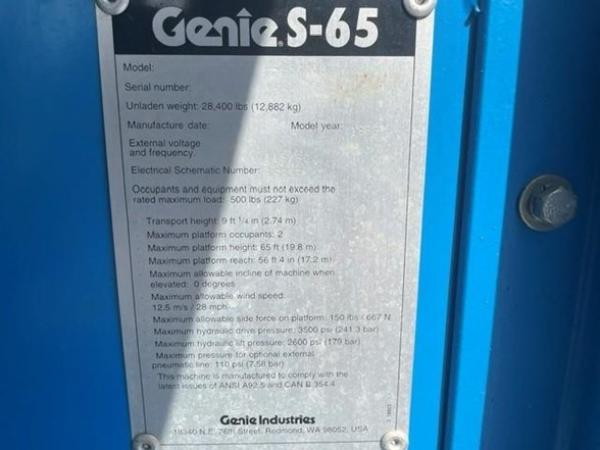 Genie S-65
Model:
Serial number:
Unladen weight: 28,400 lbs (12,882 kg)
Manufacture date: Model year:
External voltage
and frequency:
Electrical Schematic Number:
Occupants and equipment must not exceed the
rated maximum load: 500 lbs (227 kg)
· Transport height: 9 ft ¼ in (2.74 m)
· Maximum platform occupants: 2
· Maximum platform height: 65 ft (19.8 m)
· Maximum platform reach: 56 ft 4 in (17.2 m)
· Maximum allowable incline of machine when
elevated: 0 degrees
· Maximum allowable wind speed:
12.5 m/s / 28 mph
· Maximum allowable side force on platform: 150 lbs / 667 N
· Maximum hydraulic drive pressure: 3500 psi (241.3 bar)
· Maximum hydraulic lift pressure: 2600 psi (179 bar)
· Maximum pressure for optional external
pneumatic line: 110 psi (7.58 bar)
· This machine is manufactured to comply with the
latest issues of ANSI A92.5 and CAN B 354.4
Genie Industries
18340 N.E. 76th Street, Redmond, WA 98052, USA